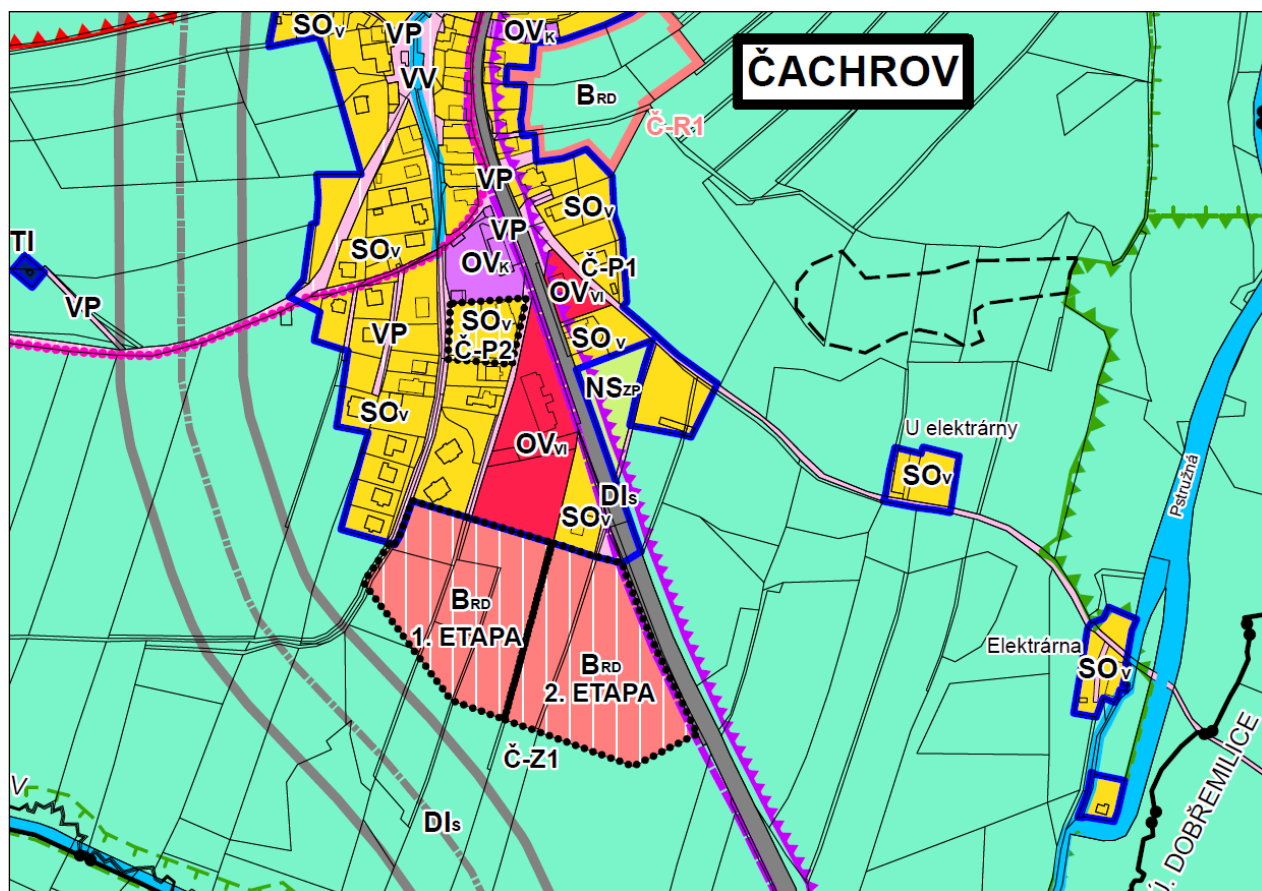 SOV
VP
OVK
ČACHROV
VV
BRD
Č-R1
VP
SOV
VP
TI
SOV
OVK
Č-P1
VP
OVVI
SOV
VP
SOV
Č-P2
NSZP
SOV
U elektrárny
OVVI
SOV
Pstružná
DIS
SOV
BRD
1. ETAPA
BRD
2. ETAPA
Elektrárna
SOV
Č-Z1
V
DIS
Ú. DOBŘEMILICE